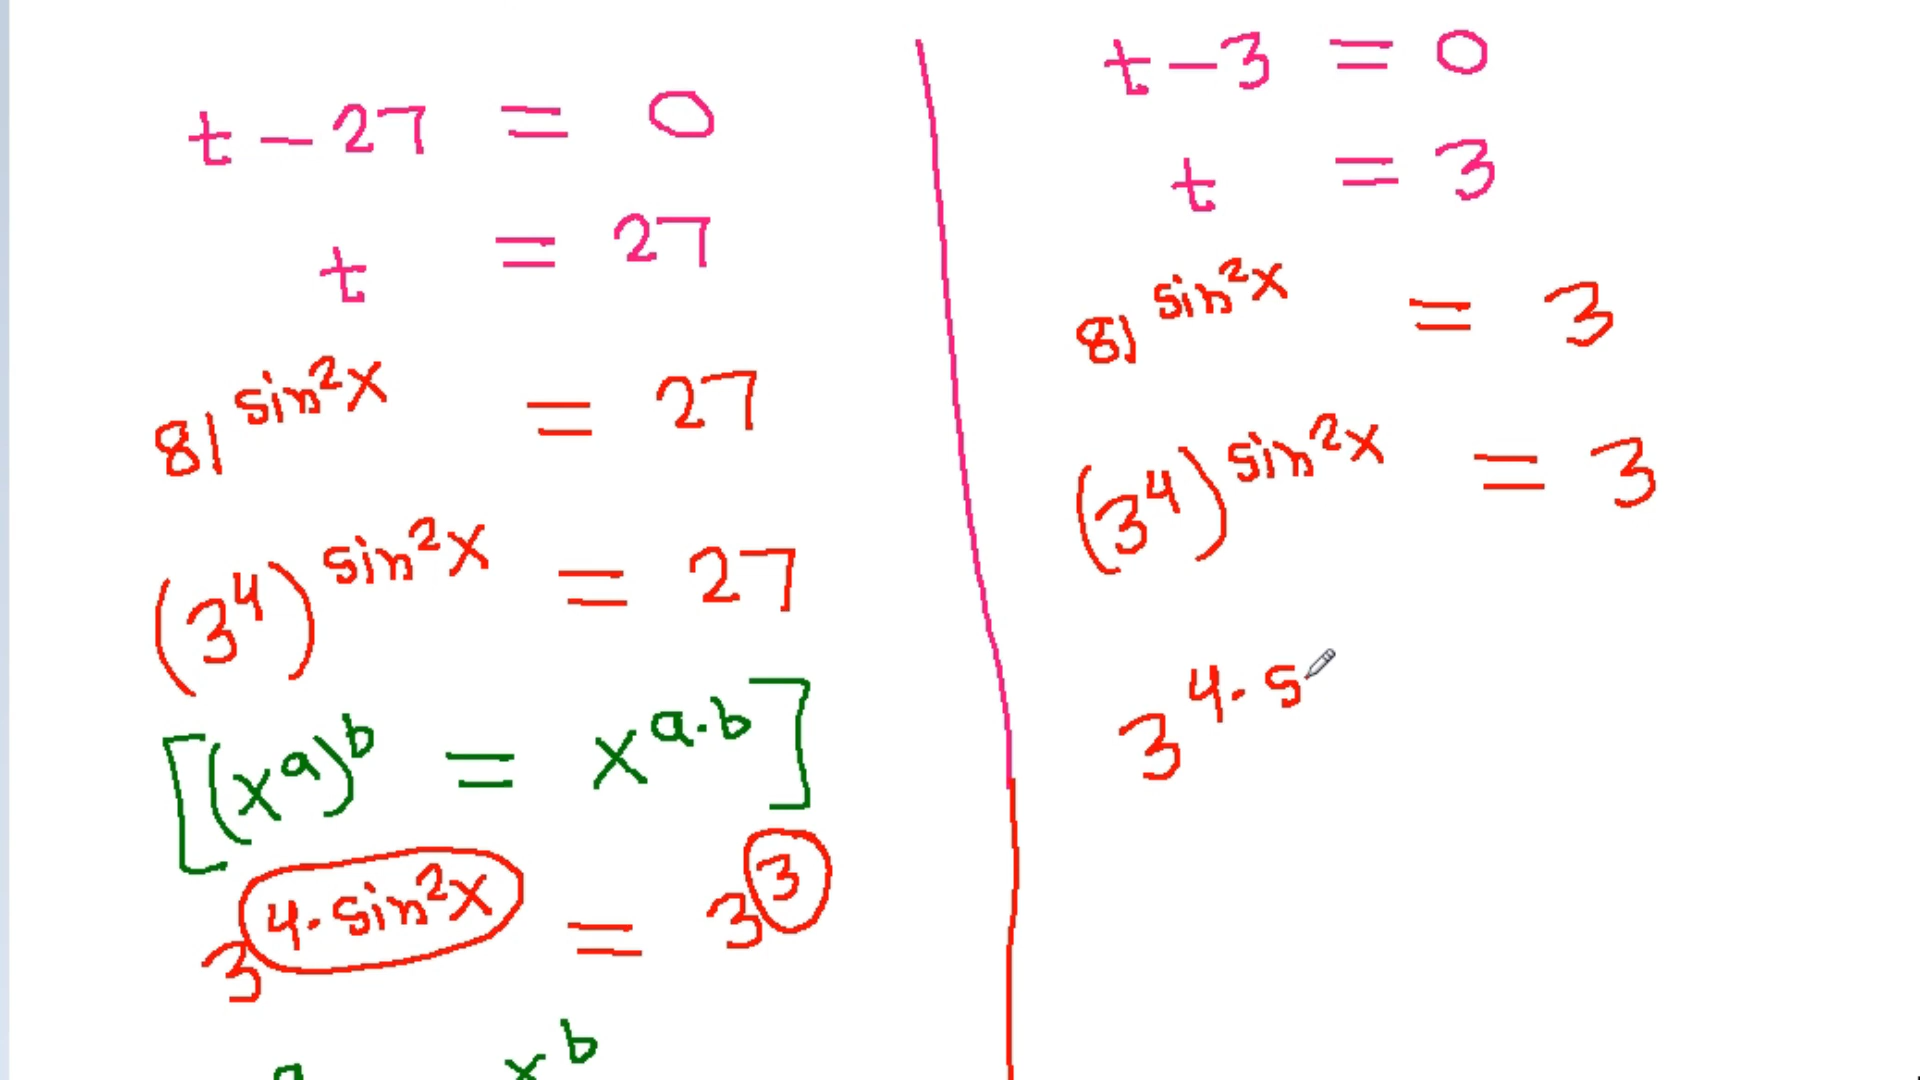 t - 27 = 0
t = 27
81^sin²x = 27
(3⁴)^sin²x = 27
[(x^a)^b = x^a·b]
3^4·sin²x = 3^3
a x^b
t - 3 = 0
t = 3
81^sin²x = 3
(3⁴)^sin²x = 3
3^4·s